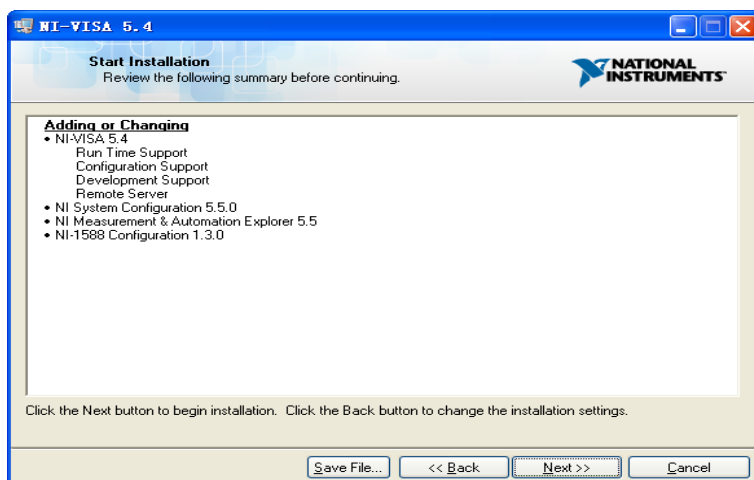 NI-VISA 5.4
Start Installation
Review the following summary before continuing.
NATIONAL
INSTRUMENTS™
Adding or Changing
• NI-VISA 5.4
Run Time Support
Configuration Support
Development Support
Remote Server
• NI System Configuration 5.5.0
• NI Measurement & Automation Explorer 5.5
• NI-1588 Configuration 1.3.0
Click the Next button to begin installation.  Click the Back button to change the installation settings.
Save File... << Back Next >> Cancel